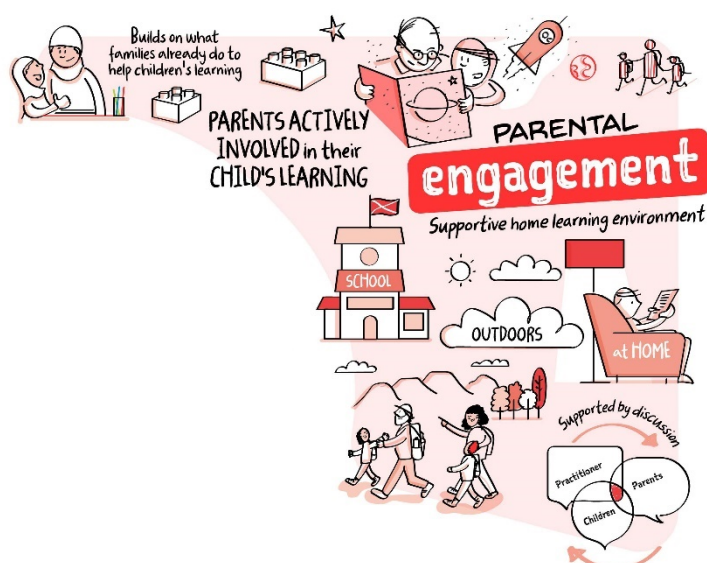 Builds on what
families already do to
help children's learning
PARENTS ACTIVELY
INVOLVED in their
CHILD'S LEARNING
PARENTAL
engagement
Supportive home learning environment
SCHOOL
OUTDOORS
at HOME
Supported by discussion
Practitioner
Parents
Children